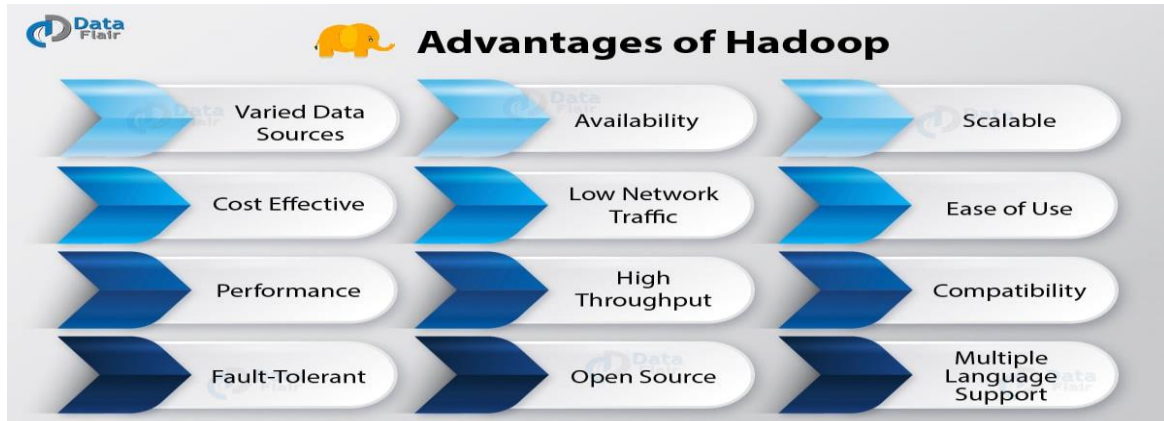 Data
Flair
Advantages of Hadoop
Varied Data
Sources
Availability
Scalable
Cost Effective
Low Network
Traffic
Ease of Use
Performance
High
Throughput
Compatibility
Fault-Tolerant
Open Source
Multiple
Language
Support